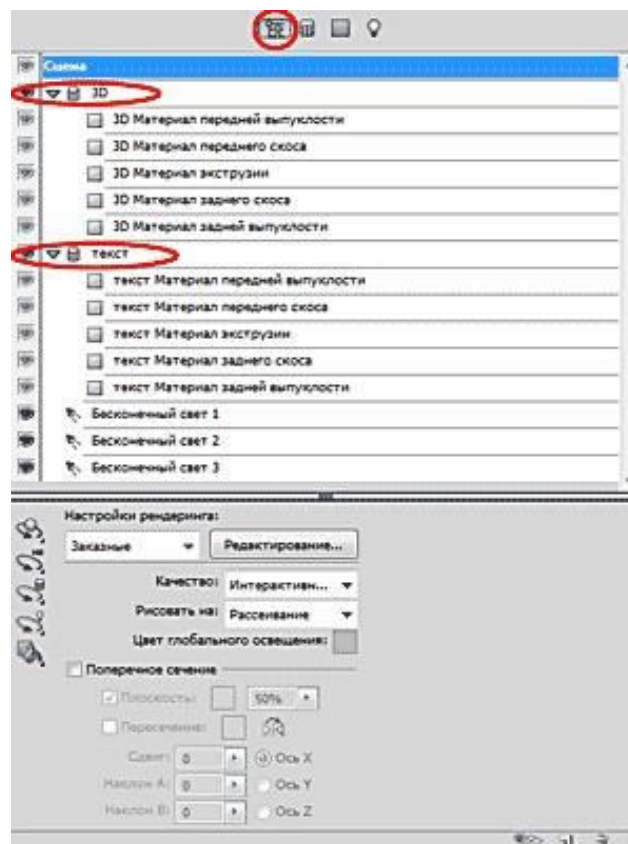 Сцена
3D
3D Материал передней выпуклости
3D Материал переднего скоса
3D Материал экструзии
3D Материал заднего скоса
3D Материал задней выпуклости
текст
текст Материал передней выпуклости
текст Материал переднего скоса
текст Материал экструзии
текст Материал заднего скоса
текст Материал задней выпуклости
Бесконечный свет 1
Бесконечный свет 2
Бесконечный свет 3
Настройки рендеринга:
Заказные Редактирование...
Качество: Интерактивн...
Рисовать на: Рассеивание
Цвет глобального освещения:
Поперечное сечение
Плоскость: 50%
Пересечение:
Сдвиг: 0 Ось X
Наклон A: 0 Ось Y
Наклон B: 0 Ось Z